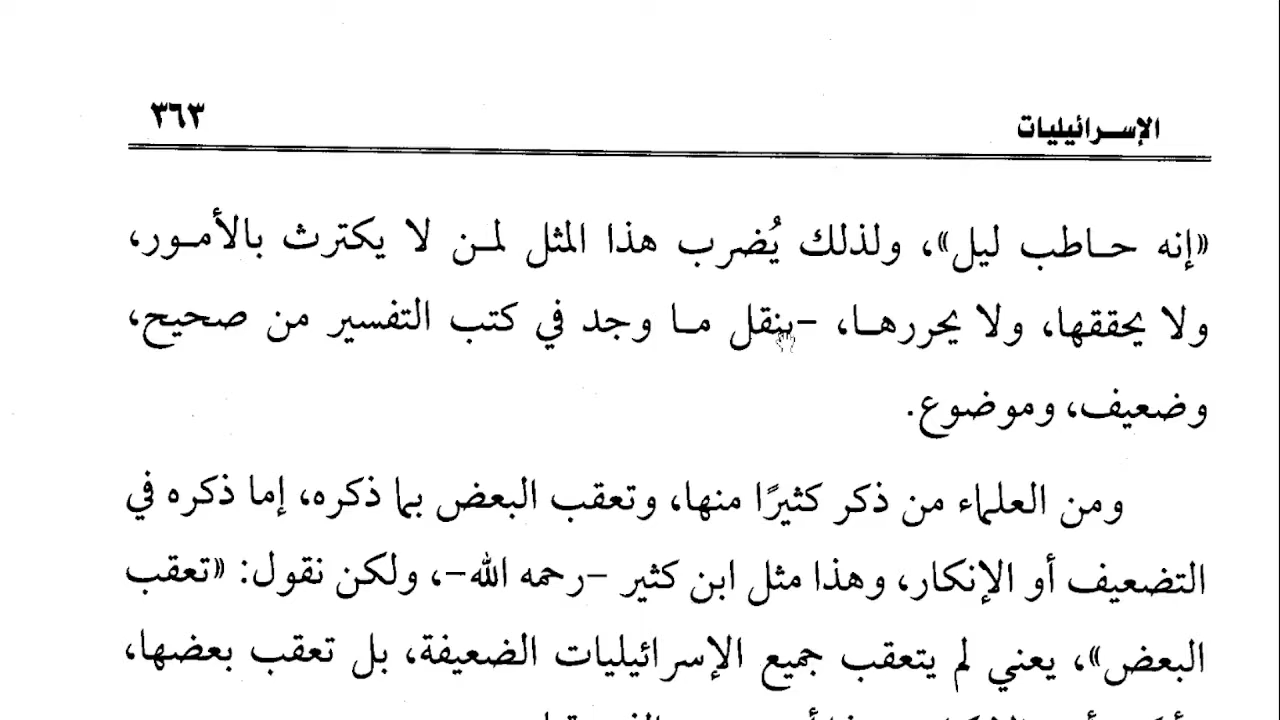 الإسرائيليات ٣٦٣
«إنه حاطب ليل»، ولذلك يُضرب هذا المثل لمن لا يكترث بالأمور،
ولا يحققها، ولا يحررها، -ينقل ما وجد في كتب التفسير من صحيح،
وضعيف، وموضوع.
ومن العلماء من ذكر كثيرًا منها، وتعقب البعض بما ذكره، إما ذكره في
التضعيف أو الإنكار، وهذا مثل ابن كثير -رحمه الله-، ولكن نقول: «تعقب
البعض»، يعني لم يتعقب جميع الإسرائيليات الضعيفة، بل تعقب بعضها،